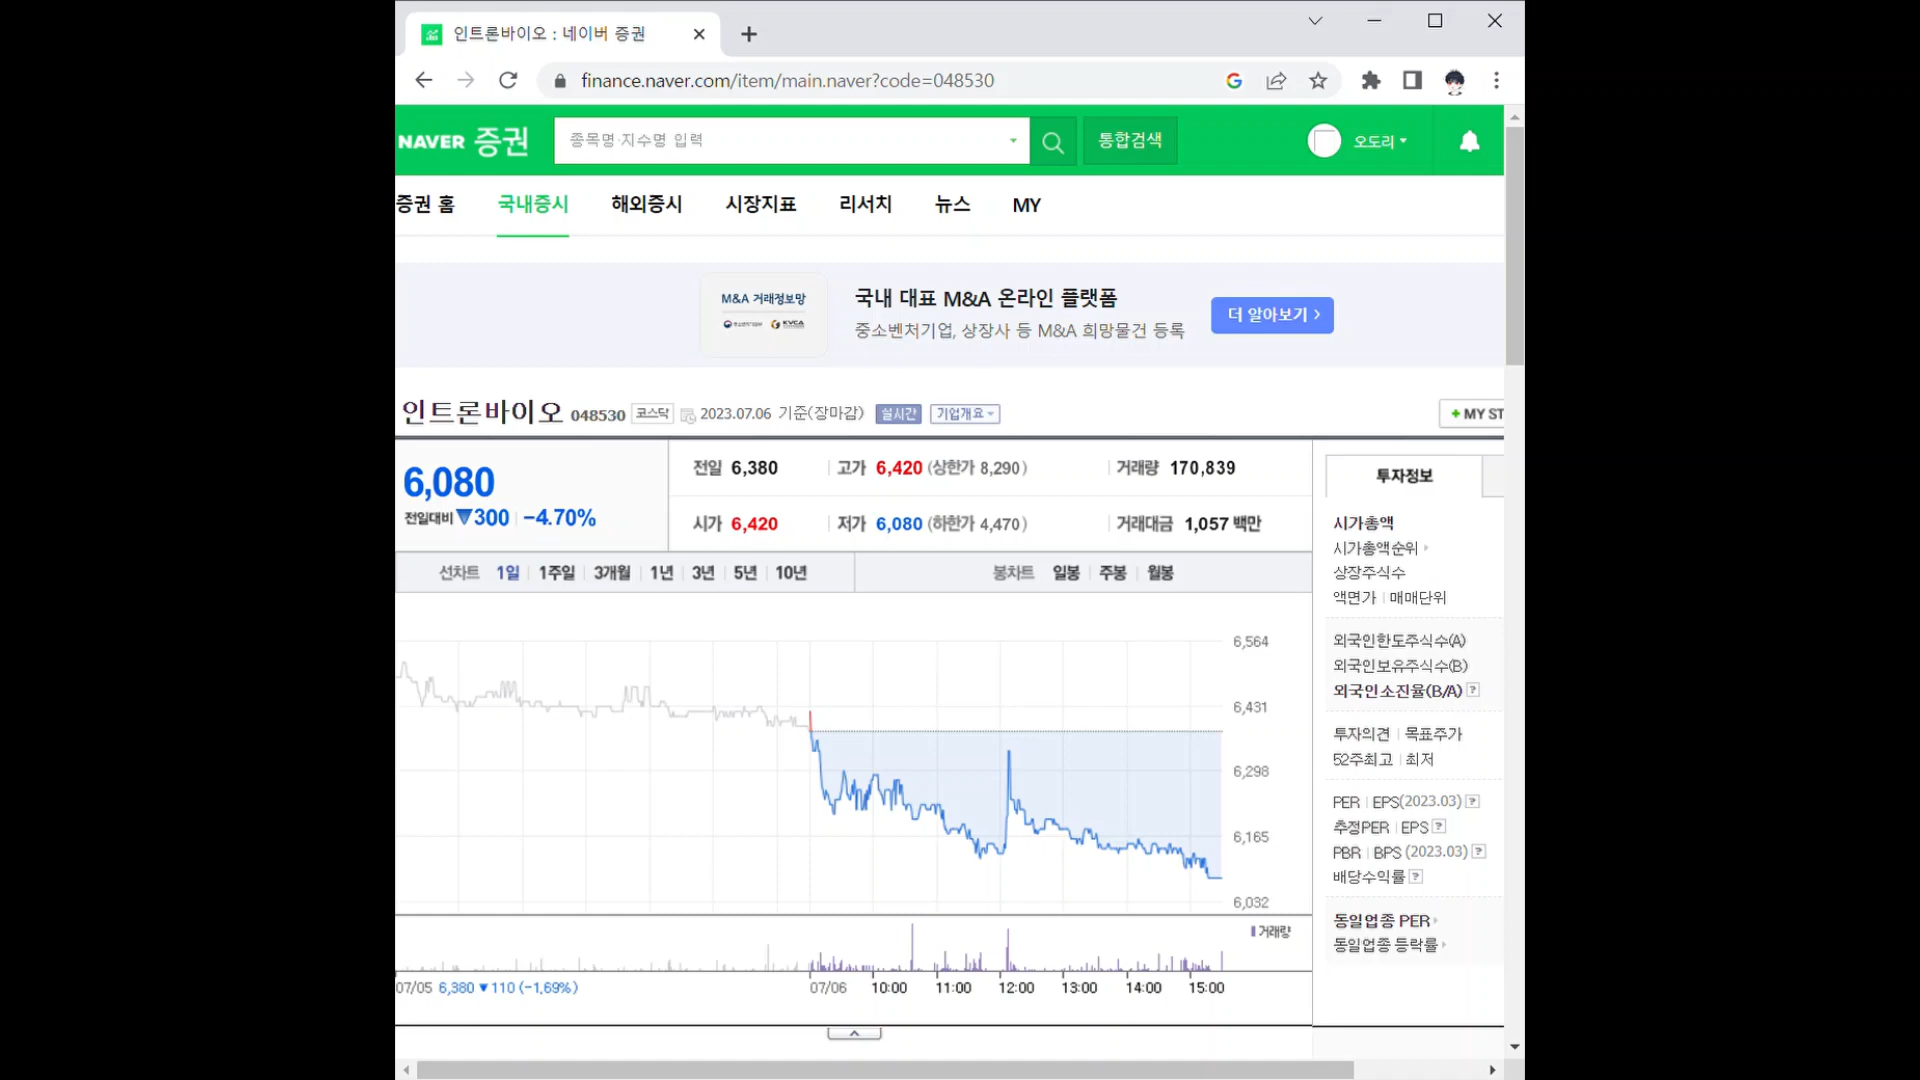 인트론바이오 : 네이버 증권
finance.naver.com/item/main.naver?code=048530
NAVER 증권
종목명·지수명 입력
통합검색
오토리
증권 홈 국내증시 해외증시 시장지표 리서치 뉴스 MY
M&A 거래정보망
KVCA
국내 대표 M&A 온라인 플랫폼
중소벤처기업, 상장사 등 M&A 희망물건 등록
더 알아보기
인트론바이오 048530 코스닥 2023.07.06 기준(장마감) 실시간 기업개요
+ MY ST
6,080
전일대비 ▼300 | −4.70%
전일 6,380 | 고가 6,420 (상한가 8,290) | 거래량 170,839
시가 6,420 | 저가 6,080 (하한가 4,470) | 거래대금 1,057 백만
선차트 1일 1주일 3개월 1년 3년 5년 10년
봉차트 일봉 주봉 월봉
6,564
6,431
6,298
6,165
6,032
거래량
07/05 6,380 ▼110 (−1,69%)
07/06 10:00 11:00 12:00 13:00 14:00 15:00
투자정보
시가총액
시가총액순위
상장주식수
액면가 | 매매단위
외국인한도주식수(A)
외국인보유주식수(B)
외국인소진율(B/A) ?
투자의견 | 목표주가
52주최고 | 최저
PER | EPS(2023.03) ?
추정PER | EPS ?
PBR | BPS (2023.03) ?
배당수익률 ?
동일업종 PER
동일업종 등락률